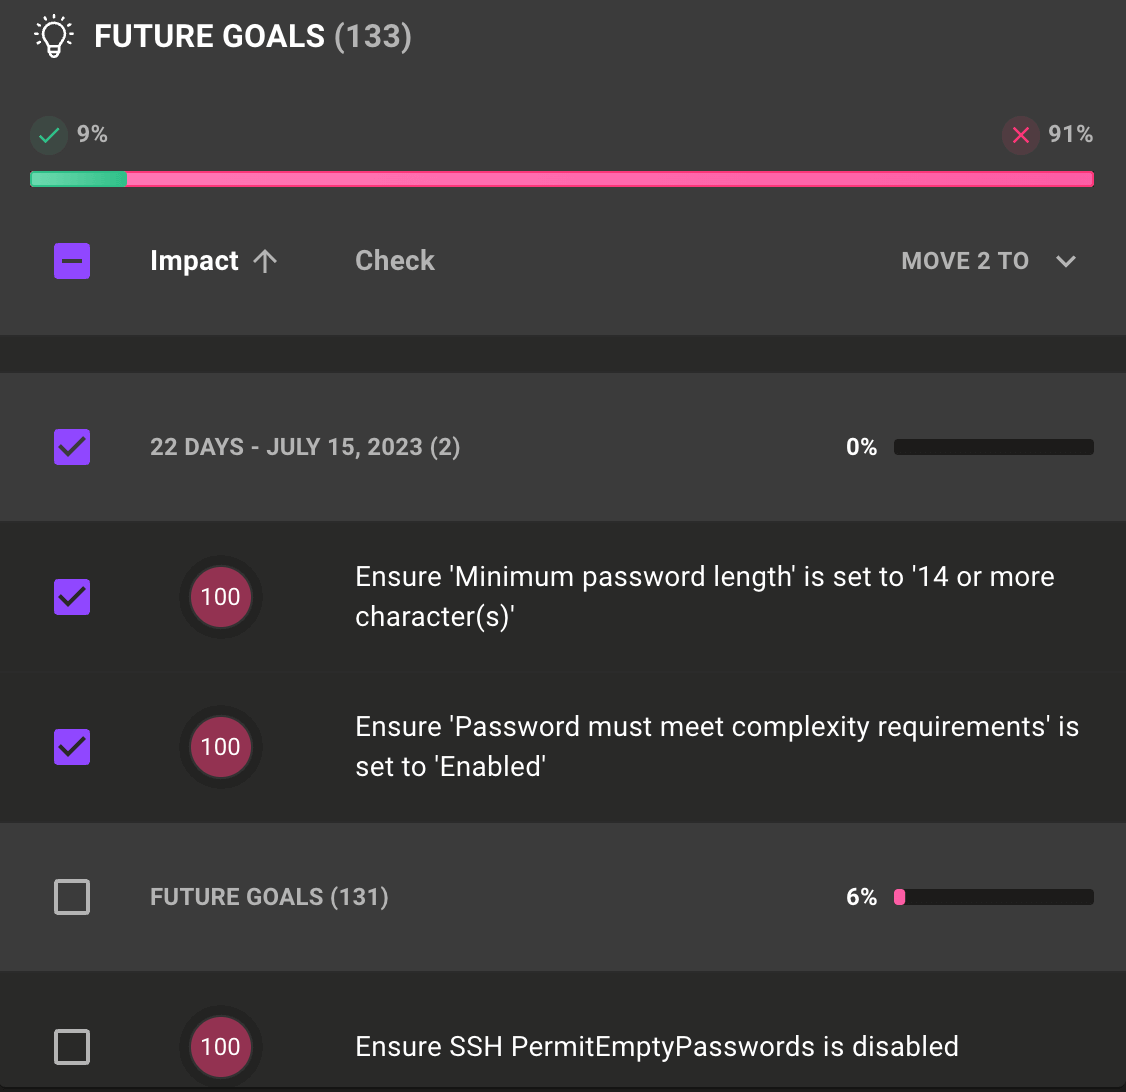 FUTURE GOALS (133)
9%
91%
Impact Check MOVE 2 TO
22 DAYS - JULY 15, 2023 (2) 0%
100
Ensure 'Minimum password length' is set to '14 or more
character(s)'
100
Ensure 'Password must meet complexity requirements' is
set to 'Enabled'
FUTURE GOALS (131) 6%
100
Ensure SSH PermitEmptyPasswords is disabled